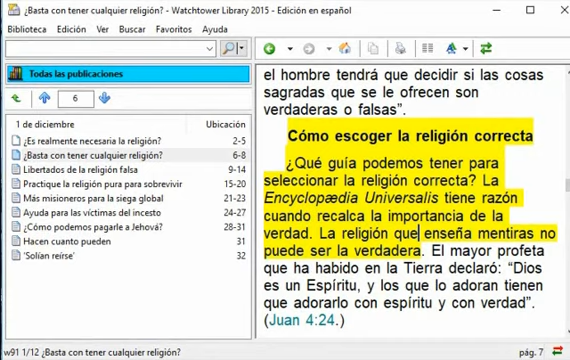 ¿Basta con tener cualquier religión? - Watchtower Library 2015 - Edición en español
Biblioteca Edición Ver Buscar Favoritos Ayuda
Todas las publicaciones
6
1 de diciembre Ubicación
¿Es realmente necesaria la religión? 2-5
¿Basta con tener cualquier religión? 6-8
Libertados de la religión falsa 9-14
Practique la religión pura para sobrevivir 15-20
Más misioneros para la siega global 21-23
Ayuda para las víctimas del incesto 24-27
¿Cómo podemos pagarle a Jehová? 28-31
Hacen cuanto pueden 31
‘Solían reírse’ 32
el hombre tendrá que decidir si las cosas
sagradas que se le ofrecen son
verdaderas o falsas”.
Cómo escoger la religión correcta
¿Qué guía podemos tener para
seleccionar la religión correcta? La
Encyclopædia Universalis tiene razón
cuando recalca la importancia de la
verdad. La religión que enseña mentiras no
puede ser la verdadera. El mayor profeta
que ha habido en la Tierra declaró: “Dios
es un Espíritu, y los que lo adoran tienen
que adorarlo con espíritu y con verdad”.
(Juan 4:24.)
w91 1/12 ¿Basta con tener cualquier religión? pág. 7